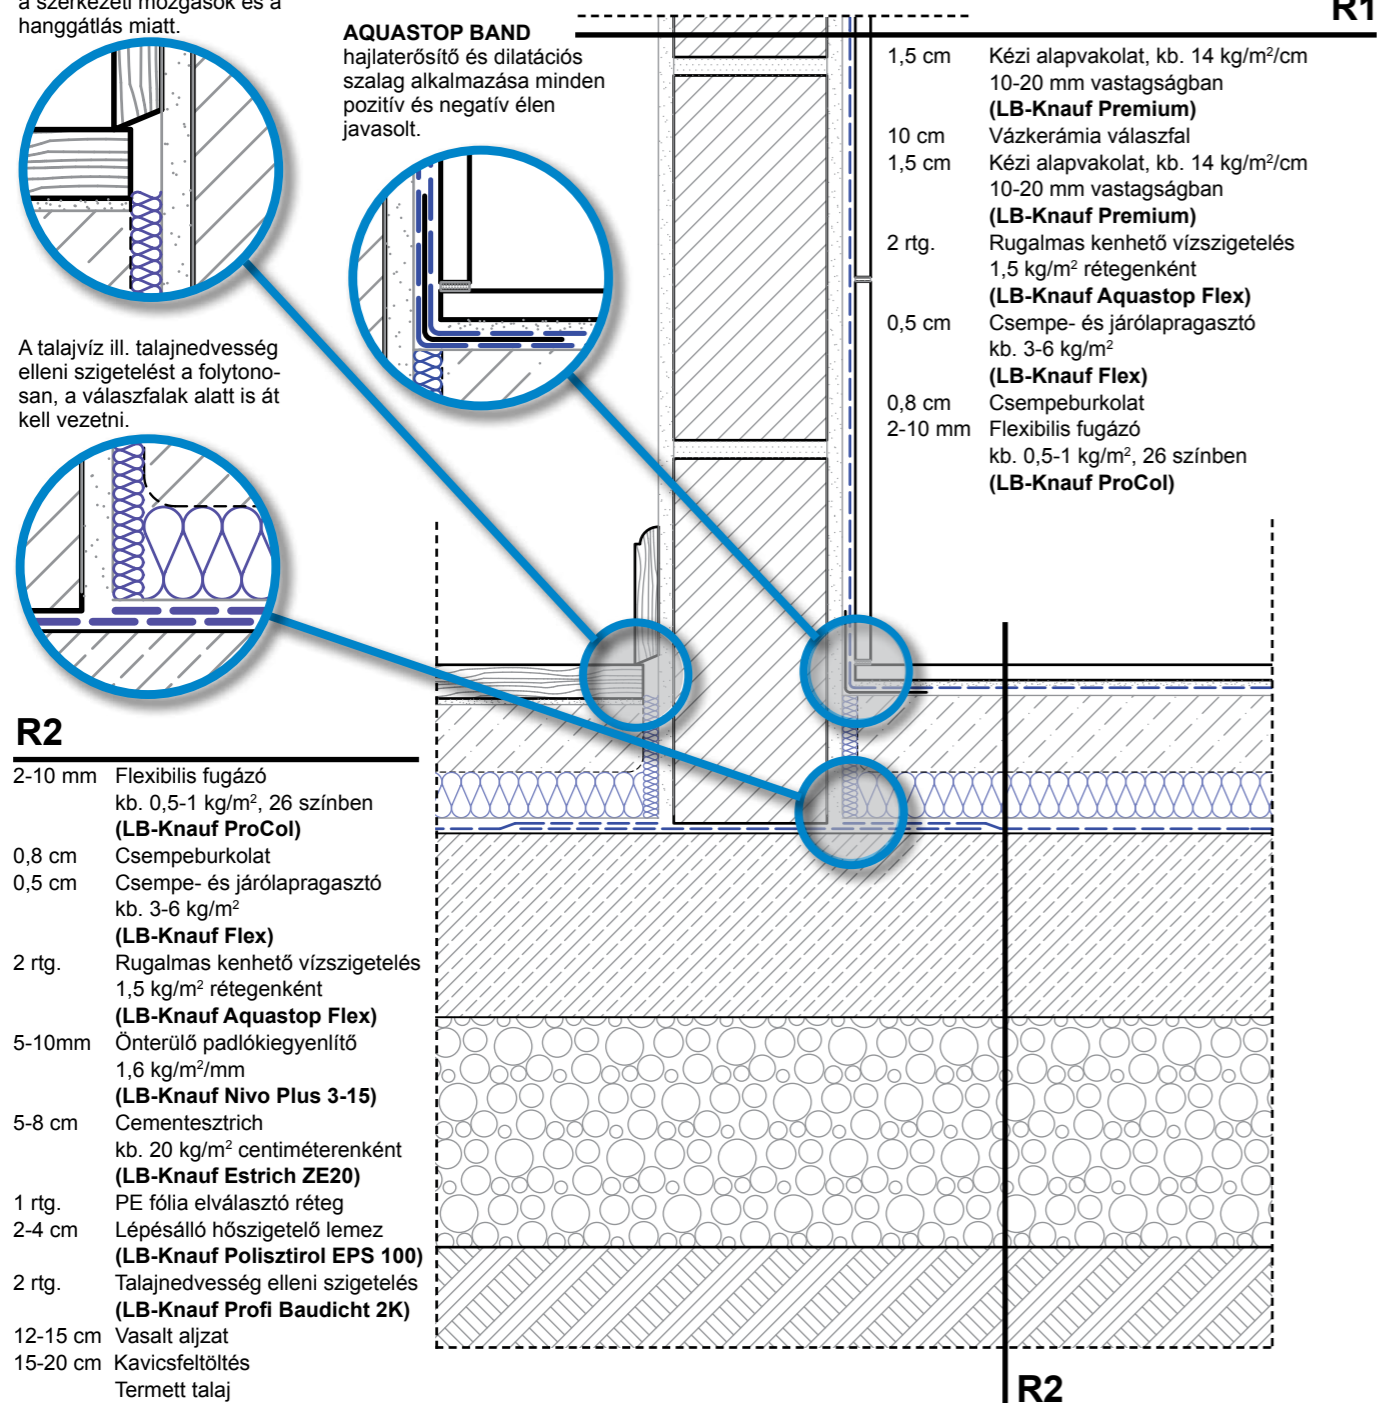 a szerkezeti mozgások és a
hanggátlás miatt.
AQUASTOP BAND
hajlaterősítő és dilatációs
szalag alkalmazása minden
pozitív és negatív élen
javasolt.
A talajvíz ill. talajnedvesség
elleni szigetelést a folytono-
san, a válaszfalak alatt is át
kell vezetni.
R1
1,5 cm Kézi alapvakolat, kb. 14 kg/m²/cm
10-20 mm vastagságban
(LB-Knauf Premium)
10 cm Vázkerámia válaszfal
1,5 cm Kézi alapvakolat, kb. 14 kg/m²/cm
10-20 mm vastagságban
(LB-Knauf Premium)
2 rtg. Rugalmas kenhető vízszigetelés
1,5 kg/m² rétegenként
(LB-Knauf Aquastop Flex)
0,5 cm Csempe- és járólapragasztó
kb. 3-6 kg/m²
(LB-Knauf Flex)
0,8 cm Csempeburkolat
2-10 mm Flexibilis fugázó
kb. 0,5-1 kg/m², 26 színben
(LB-Knauf ProCol)
R2
2-10 mm Flexibilis fugázó
kb. 0,5-1 kg/m², 26 színben
(LB-Knauf ProCol)
0,8 cm Csempeburkolat
0,5 cm Csempe- és járólapragasztó
kb. 3-6 kg/m²
(LB-Knauf Flex)
2 rtg. Rugalmas kenhető vízszigetelés
1,5 kg/m² rétegenként
(LB-Knauf Aquastop Flex)
5-10mm Önterülő padlókiegyenlítő
1,6 kg/m²/mm
(LB-Knauf Nivo Plus 3-15)
5-8 cm Cementesztrich
kb. 20 kg/m² centiméterenként
(LB-Knauf Estrich ZE20)
1 rtg. PE fólia elválasztó réteg
2-4 cm Lépésálló hőszigetelő lemez
(LB-Knauf Polisztirol EPS 100)
2 rtg. Talajnedvesség elleni szigetelés
(LB-Knauf Profi Baudicht 2K)
12-15 cm Vasalt aljzat
15-20 cm Kavicsfeltöltés
Termett talaj
R2